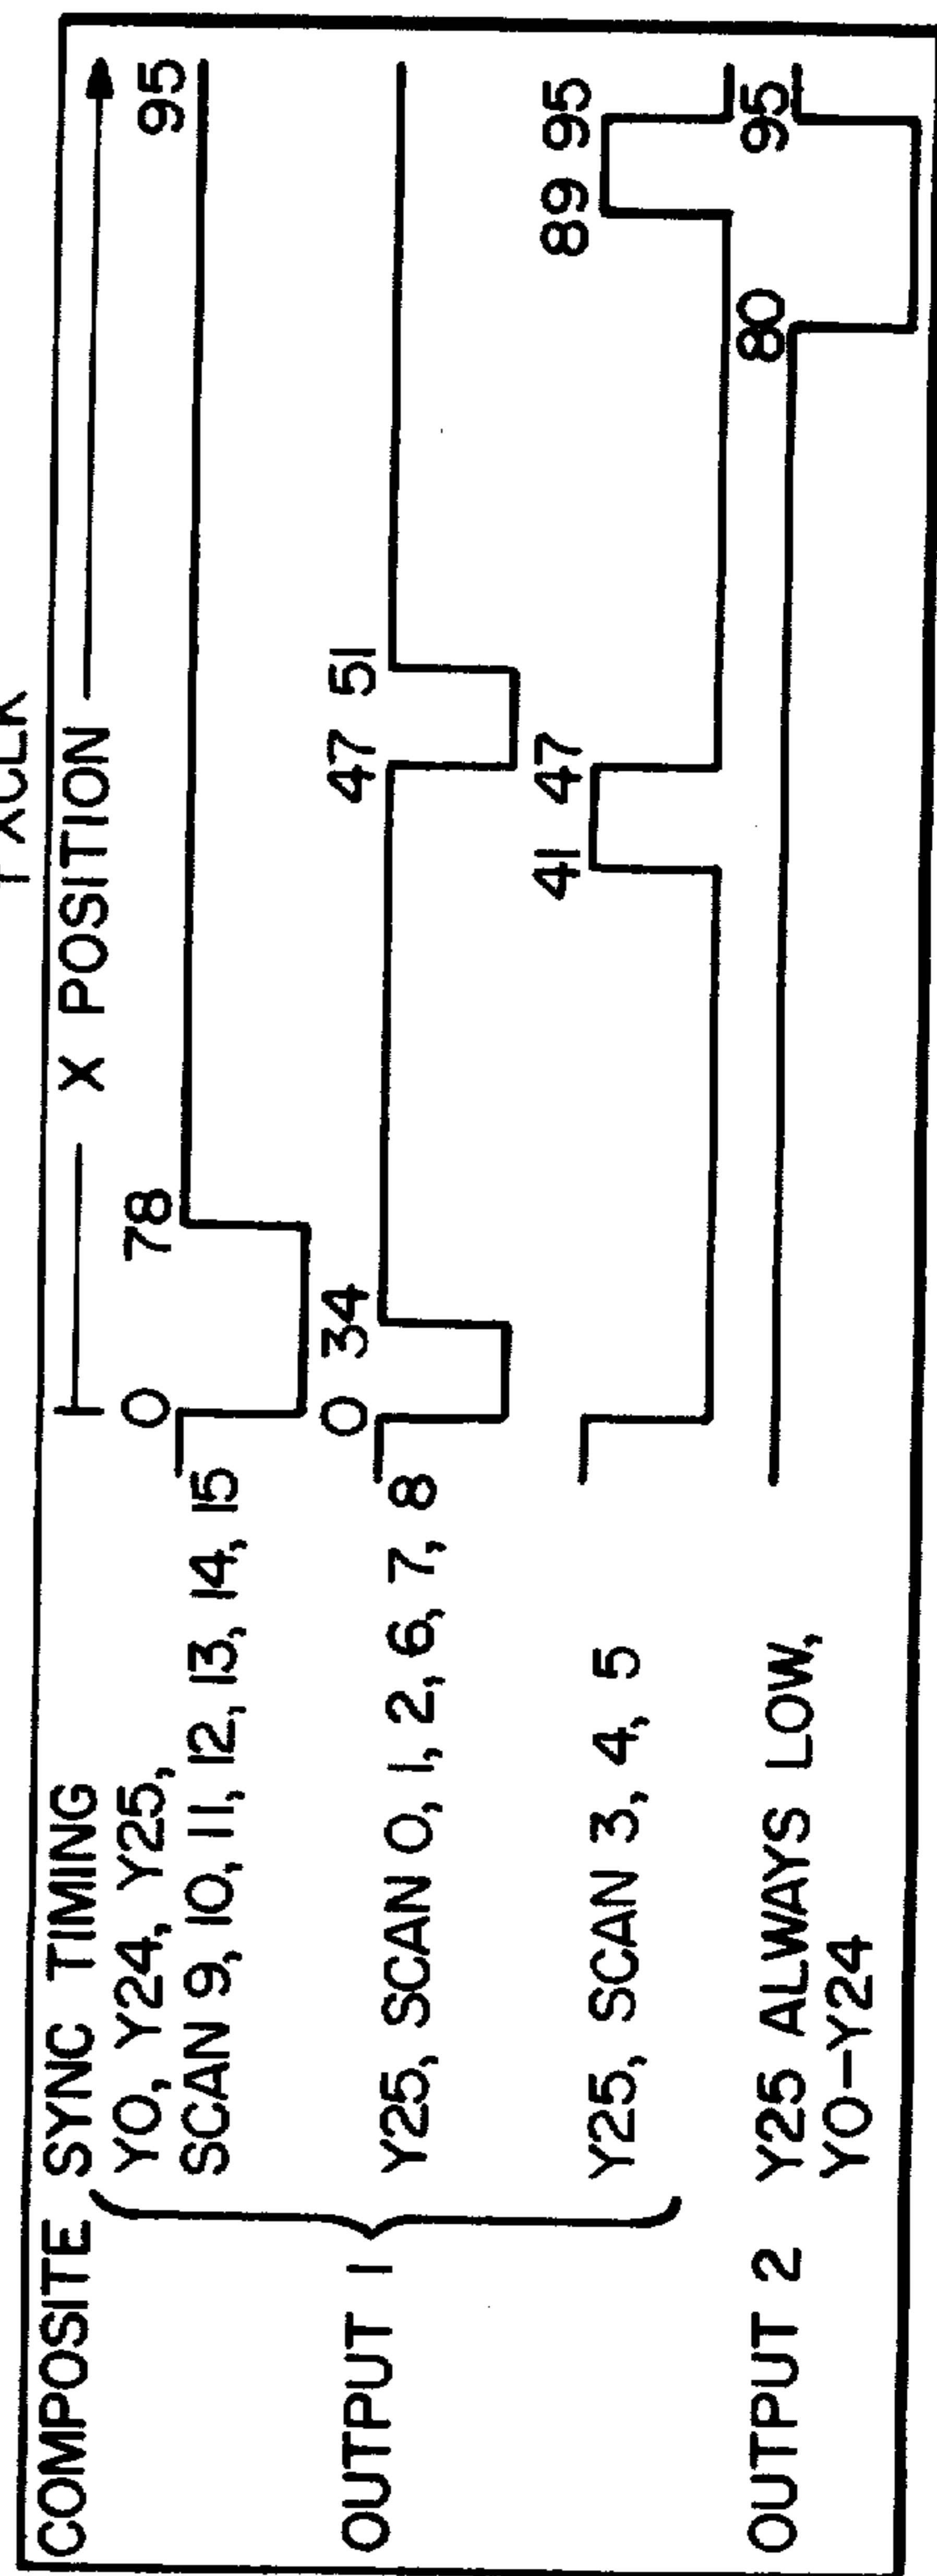 FXCLK
COMPOSITE SYNC TIMING
X POSITION
Y0, Y24, Y25,
SCAN 9, 10, 11, 12, 13, 14, 15
0 78 95
OUTPUT 1
Y25, SCAN 0, 1, 2, 6, 7, 8
0 34 47 51
Y25, SCAN 3, 4, 5
41 47 89 95
OUTPUT 2
Y25 ALWAYS LOW,
Y0-Y24
80 95